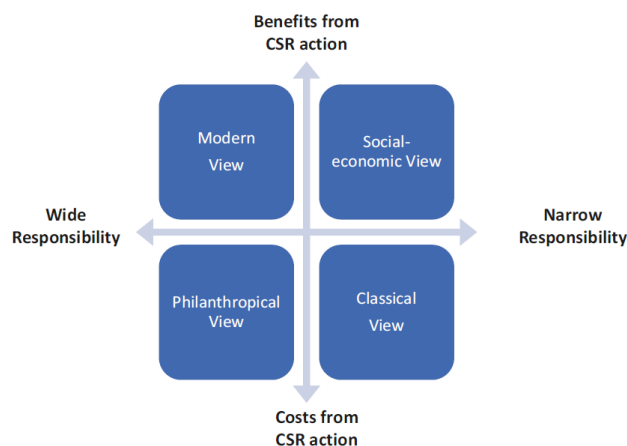 Benefits from
CSR action
Modern
View
Social-
economic View
Wide
Responsibility
Narrow
Responsibility
Philanthropical
View
Classical
View
Costs from
CSR action